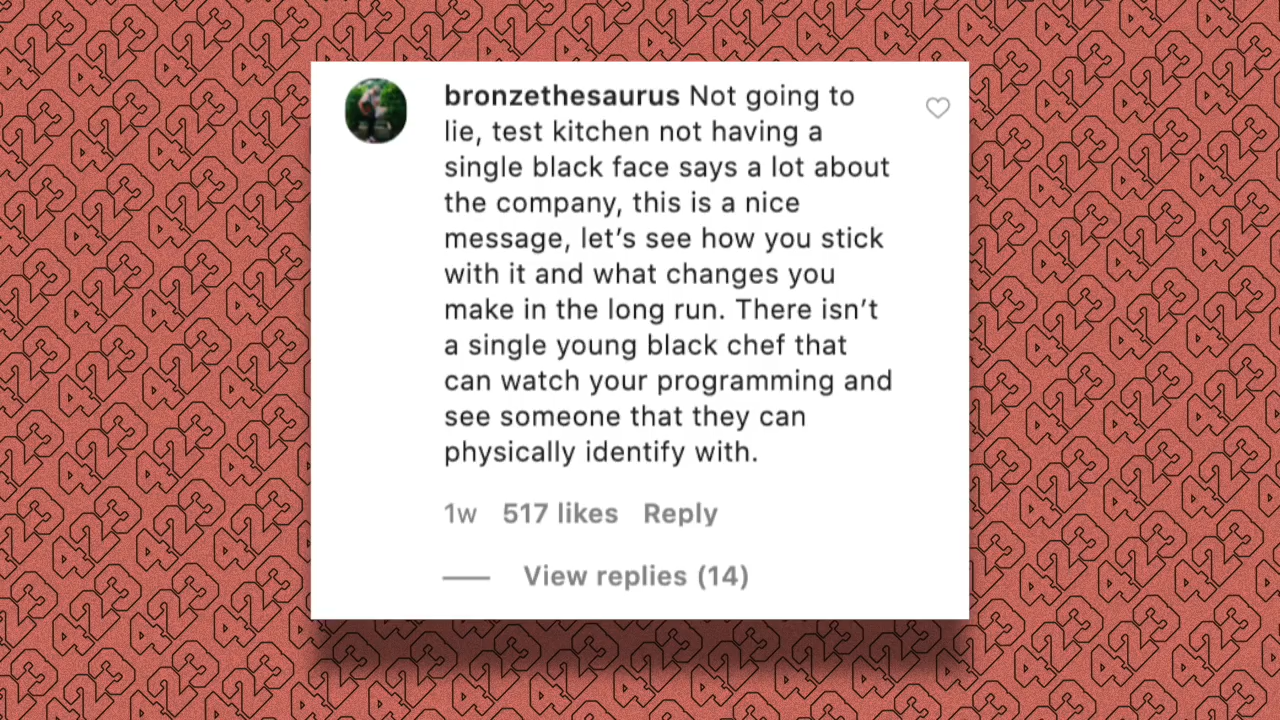 bronzethesaurus Not going to
lie, test kitchen not having a
single black face says a lot about
the company, this is a nice
message, let’s see how you stick
with it and what changes you
make in the long run. There isn’t
a single young black chef that
can watch your programming and
see someone that they can
physically identify with.
1w 517 likes Reply
View replies (14)